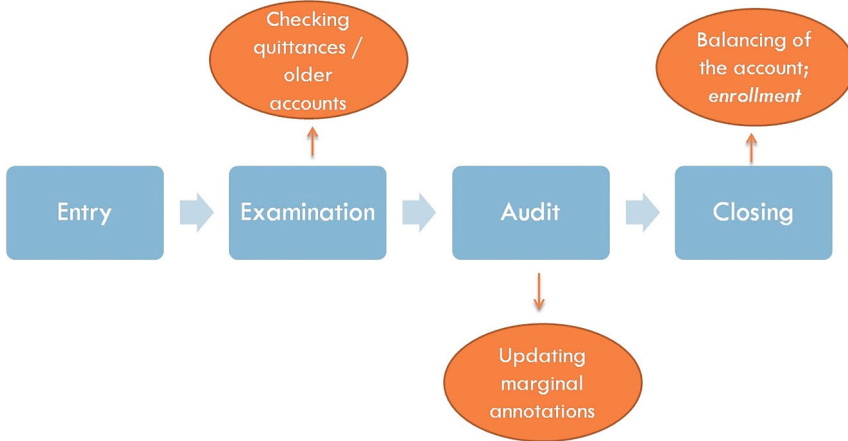 Checking
quittances /
older
accounts
Balancing of
the account;
enrollment
Entry
Examination
Audit
Closing
Updating
marginal
annotations